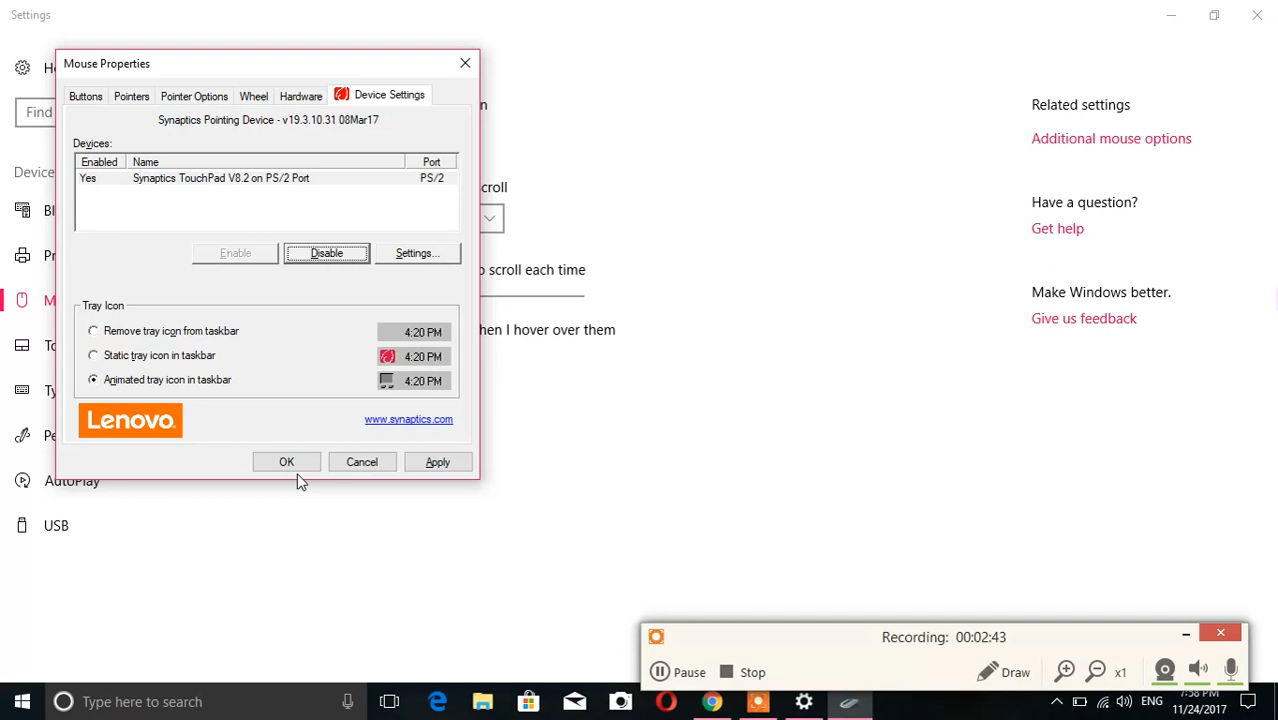 Settings
Mouse Properties
Buttons Pointers Pointer Options Wheel Hardware Device Settings
Synaptics Pointing Device - v19.3.10.31 08Mar17
Devices:
Enabled Name Port
Yes Synaptics TouchPad V8.2 on PS/2 Port PS/2
Enable Disable Settings...
Tray Icon
Remove tray icon from taskbar 4:20 PM
Static tray icon in taskbar 4:20 PM
Animated tray icon in taskbar 4:20 PM
Lenovo
www.synaptics.com
OK Cancel Apply
Find
AutoPlay
USB
scroll each time
hen I hover over them
Related settings
Additional mouse options
Have a question?
Get help
Make Windows better.
Give us feedback
Recording: 00:02:43
Pause Stop Draw x1
Type here to search
ENG
7:58 PM
11/24/2017